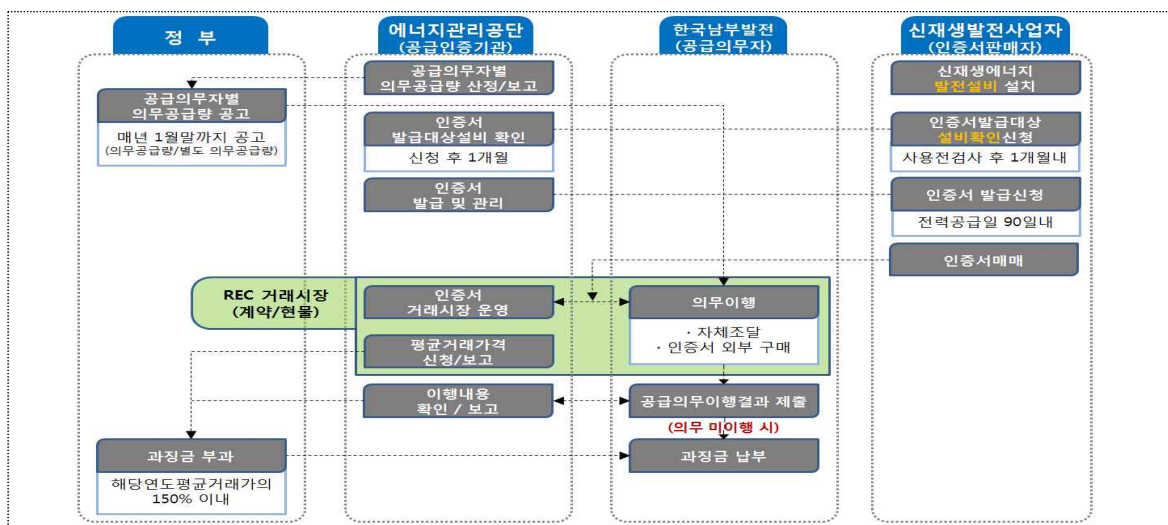 정 부
에너지관리공단
(공급인증기관)
한국남부발전
(공급의무자)
신재생발전사업자
(인증서판매자)
공급의무자별
의무공급량 산정/보고
신재생에너지
발전설비 설치
공급의무자별
의무공급량 공고
매년 1월말까지 공고
(의무공급량/별도 의무공급량)
인증서
발급대상설비 확인
신청 후 1개월
인증서발급대상
설비확인신청
사용전검사 후 1개월내
인증서
발급 및 관리
인증서 발급신청
전력공급일 90일내
인증서매매
REC 거래시장
(계약/현물)
인증서
거래시장 운영
의무이행
· 자체조달
· 인증서 외부 구매
평균거래가격
신청/보고
이행내용
확인 / 보고
공급의무이행결과 제출
(의무 미이행 시)
과징금 부과
해당연도평균거래가의
150% 이내
과징금 납부